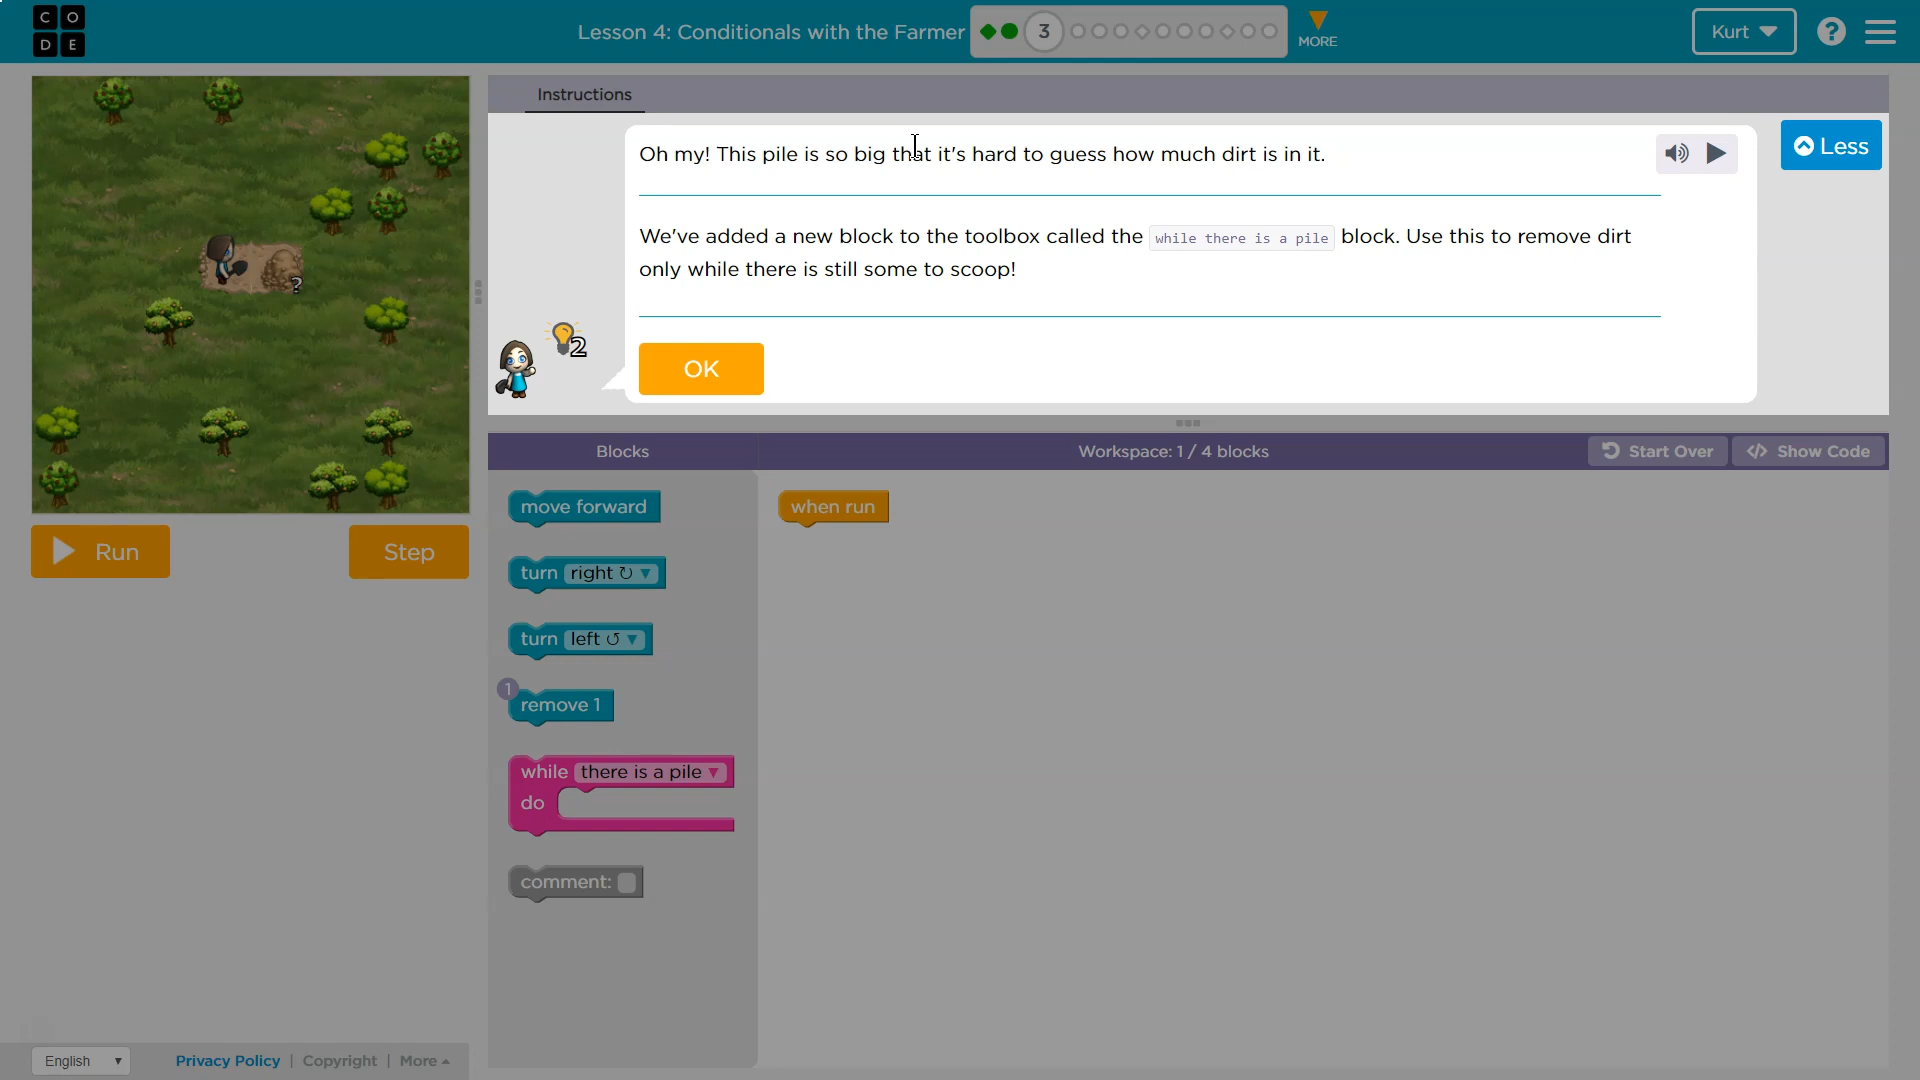 C O
D E
Lesson 4: Conditionals with the Farmer
3
MORE
Kurt
?
Instructions
Oh my! This pile is so big that it's hard to guess how much dirt is in it.
Less
We've added a new block to the toolbox called the while there is a pile block. Use this to remove dirt
only while there is still some to scoop!
?
2
OK
Blocks
Workspace: 1 / 4 blocks
Start Over
</> Show Code
move forward
when run
Run
Step
turn right ↻ ▼
turn left ↺ ▼
1
remove 1
while there is a pile ▼
do
comment:
English
Privacy Policy | Copyright | More